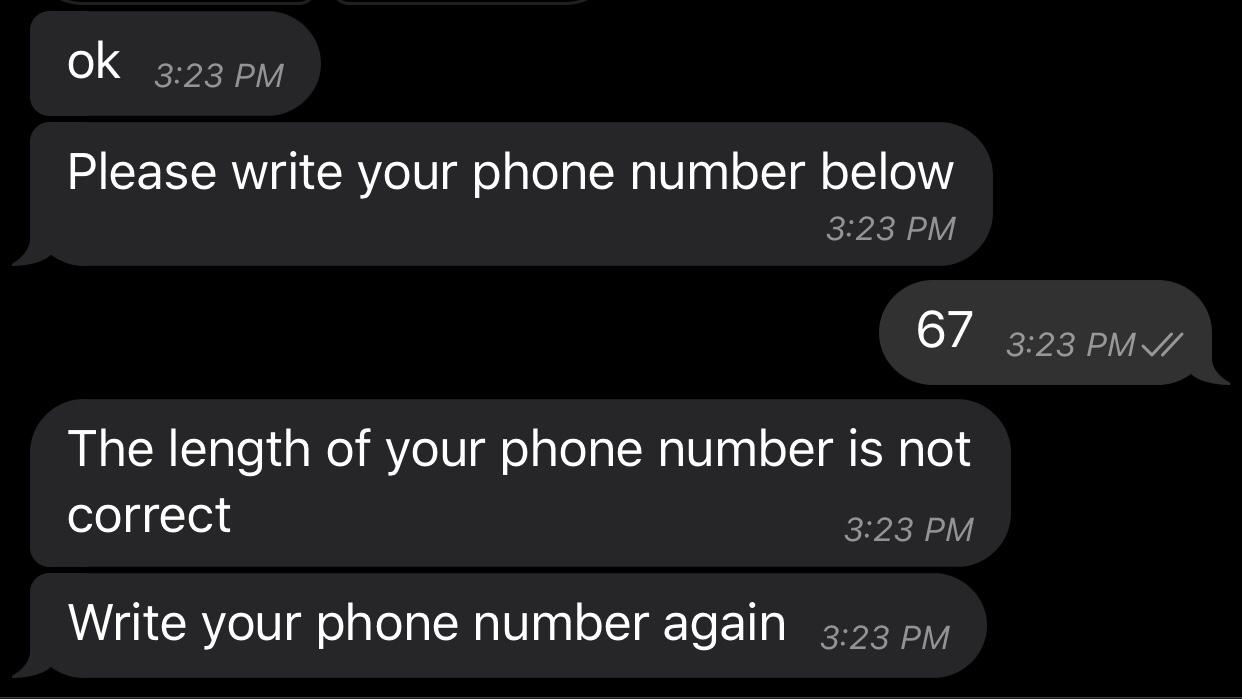 ok 3:23 PM
Please write your phone number below
3:23 PM
67 3:23 PM
The length of your phone number is not
correct 3:23 PM
Write your phone number again 3:23 PM